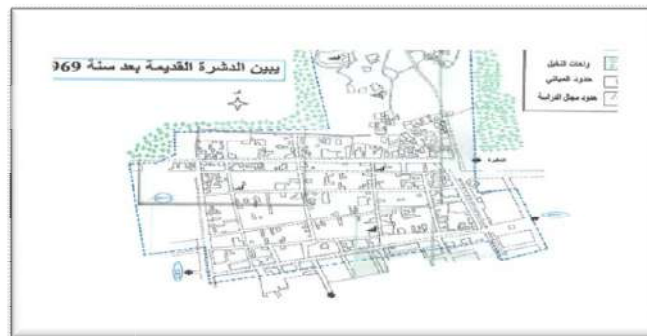 يبين الدشرة القديمة بعد سنة 969
واحات النخيل
حدود المباني
حدود مجال الدراسة